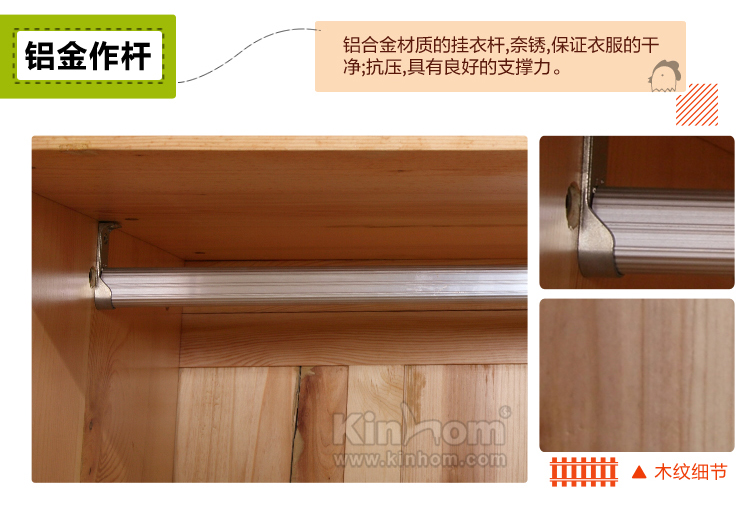 铝金作杆
铝合金材质的挂衣杆,奈锈,保证衣服的干
净;抗压,具有良好的支撑力。
Kinhom
www.kinhom.com
▲ 木纹细节